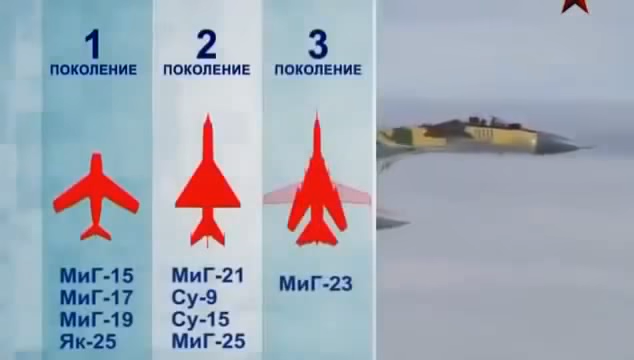 1
ПОКОЛЕНИЕ
МиГ-15
МиГ-17
МиГ-19
Як-25
2
ПОКОЛЕНИЕ
МиГ-21
Су-9
Су-15
МиГ-25
3
ПОКОЛЕНИЕ
МиГ-23